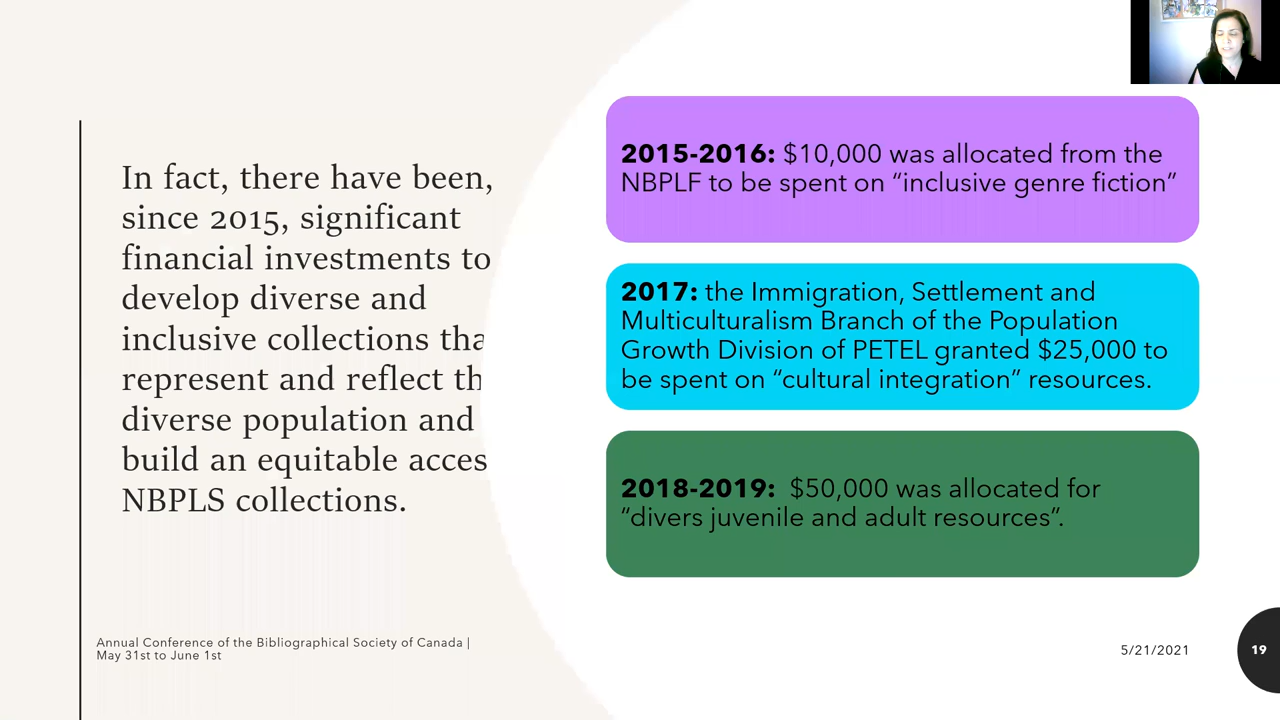 In fact, there have been,
since 2015, significant
financial investments to
develop diverse and
inclusive collections tha
represent and reflect th
diverse population and
build an equitable acces
NBPLS collections.
2015-2016: $10,000 was allocated from the
NBPLF to be spent on “inclusive genre fiction”
2017: the Immigration, Settlement and
Multiculturalism Branch of the Population
Growth Division of PETEL granted $25,000 to
be spent on “cultural integration” resources.
2018-2019: $50,000 was allocated for
“divers juvenile and adult resources”.
Annual Conference of the Bibliographical Society of Canada |
May 31st to June 1st
5/21/2021
19